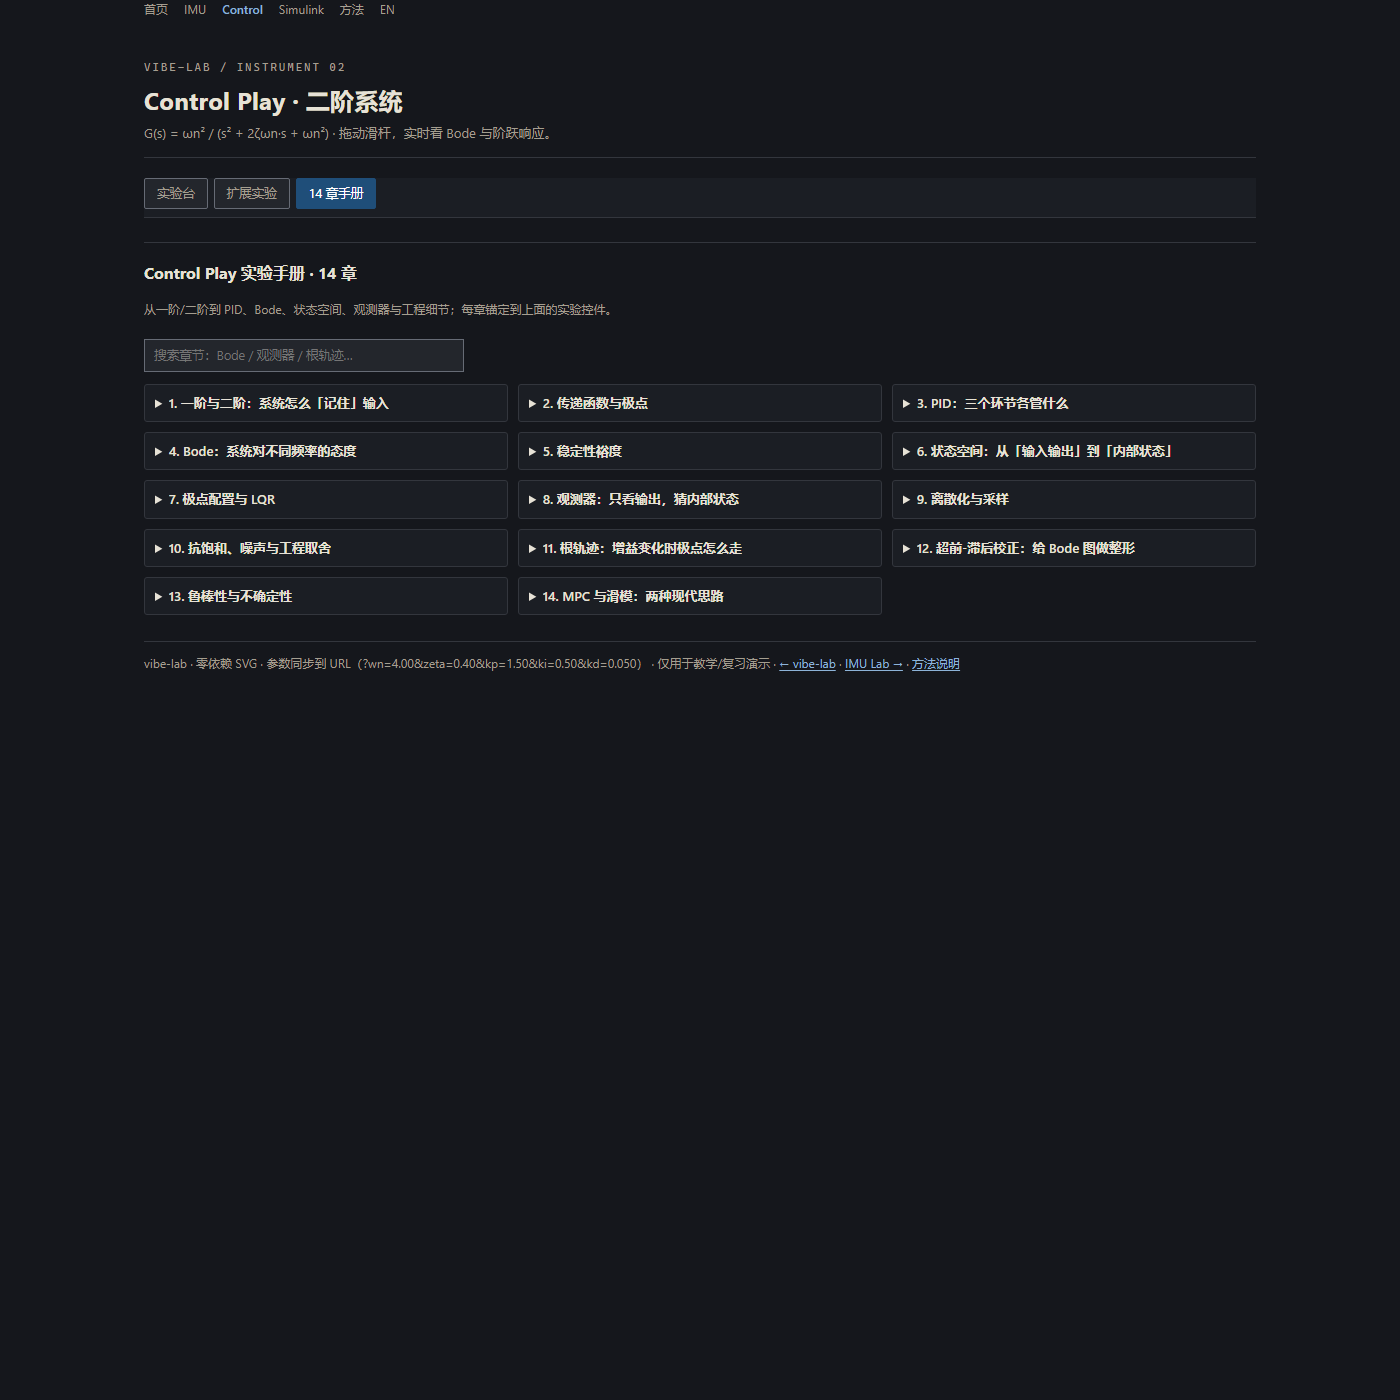 首页 IMU Control Simulink 方法 EN
VIBE-LAB / INSTRUMENT 02
Control Play · 二阶系统
G(s) = ωn² / (s² + 2ζωn·s + ωn²) · 拖动滑杆，实时看 Bode 与阶跃响应。
实验台 扩展实验 14 章手册
Control Play 实验手册 · 14 章
从一阶/二阶到 PID、Bode、状态空间、观测器与工程细节；每章锚定到上面的实验控件。
搜索章节：Bode / 观测器 / 根轨迹...
▶ 1. 一阶与二阶：系统怎么「记住」输入
▶ 2. 传递函数与极点
▶ 3. PID：三个环节各管什么
▶ 4. Bode：系统对不同频率的态度
▶ 5. 稳定性裕度
▶ 6. 状态空间：从「输入输出」到「内部状态」
▶ 7. 极点配置与 LQR
▶ 8. 观测器：只看输出，猜内部状态
▶ 9. 离散化与采样
▶ 10. 抗饱和、噪声与工程取舍
▶ 11. 根轨迹：增益变化时极点怎么走
▶ 12. 超前-滞后校正：给 Bode 图做整形
▶ 13. 鲁棒性与不确定性
▶ 14. MPC 与滑模：两种现代思路
vibe-lab · 零依赖 SVG · 参数同步到 URL（?wn=4.00&zeta=0.40&kp=1.50&ki=0.50&kd=0.050） · 仅用于教学/复习演示 · ← vibe-lab · IMU Lab → · 方法说明